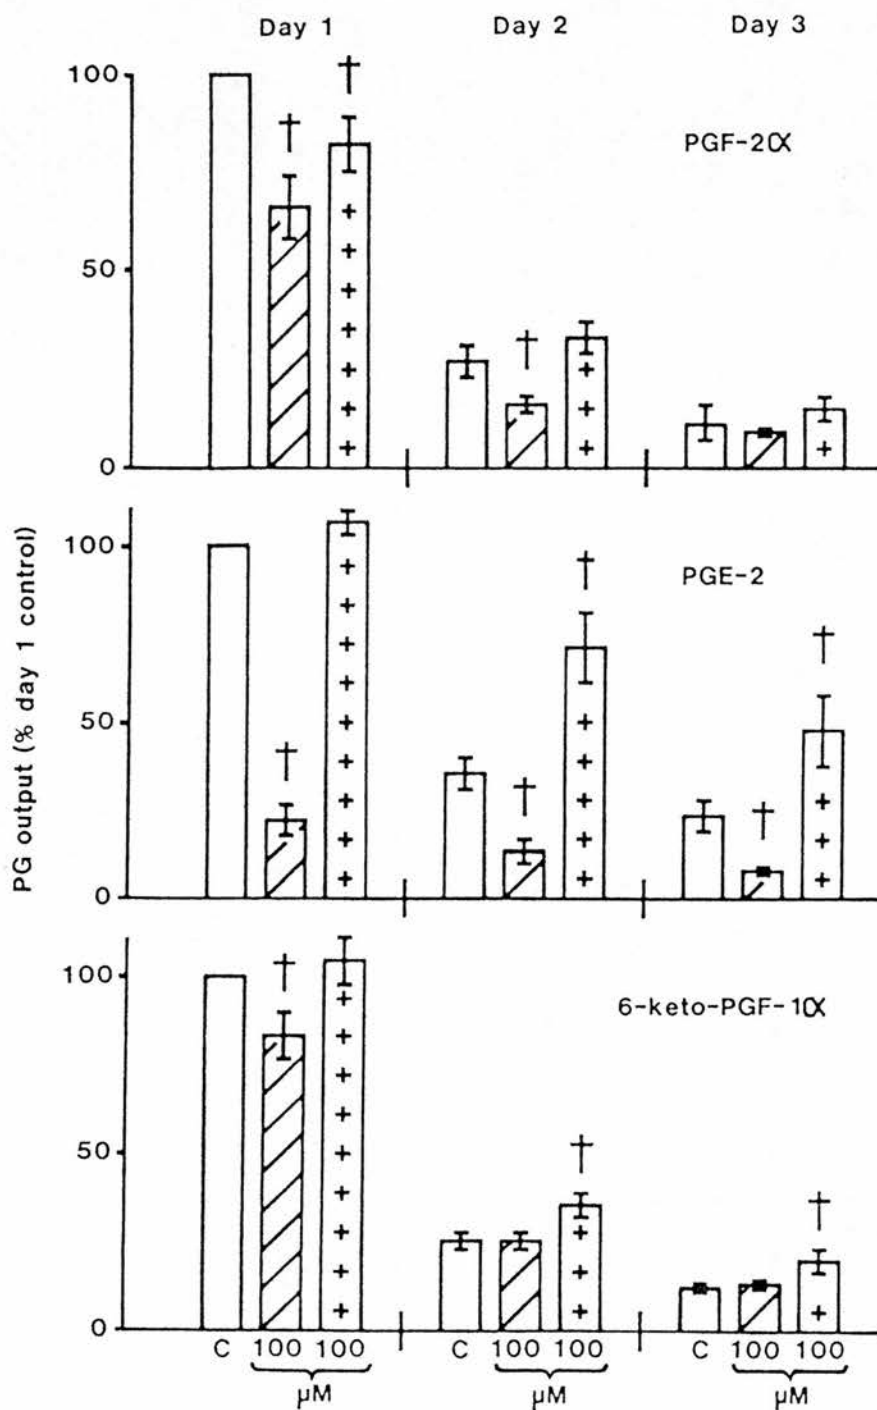 Day 1 Day 2 Day 3
100
†
†
PGF-2α
50
†
0
PG output (% day 1 control)
100
†
PGE-2
†
50
†
†
†
0
100
†
6-keto-PGF-1α
50
†
†
0
C 100 100 C 100 100 C 100 100
µM µM µM